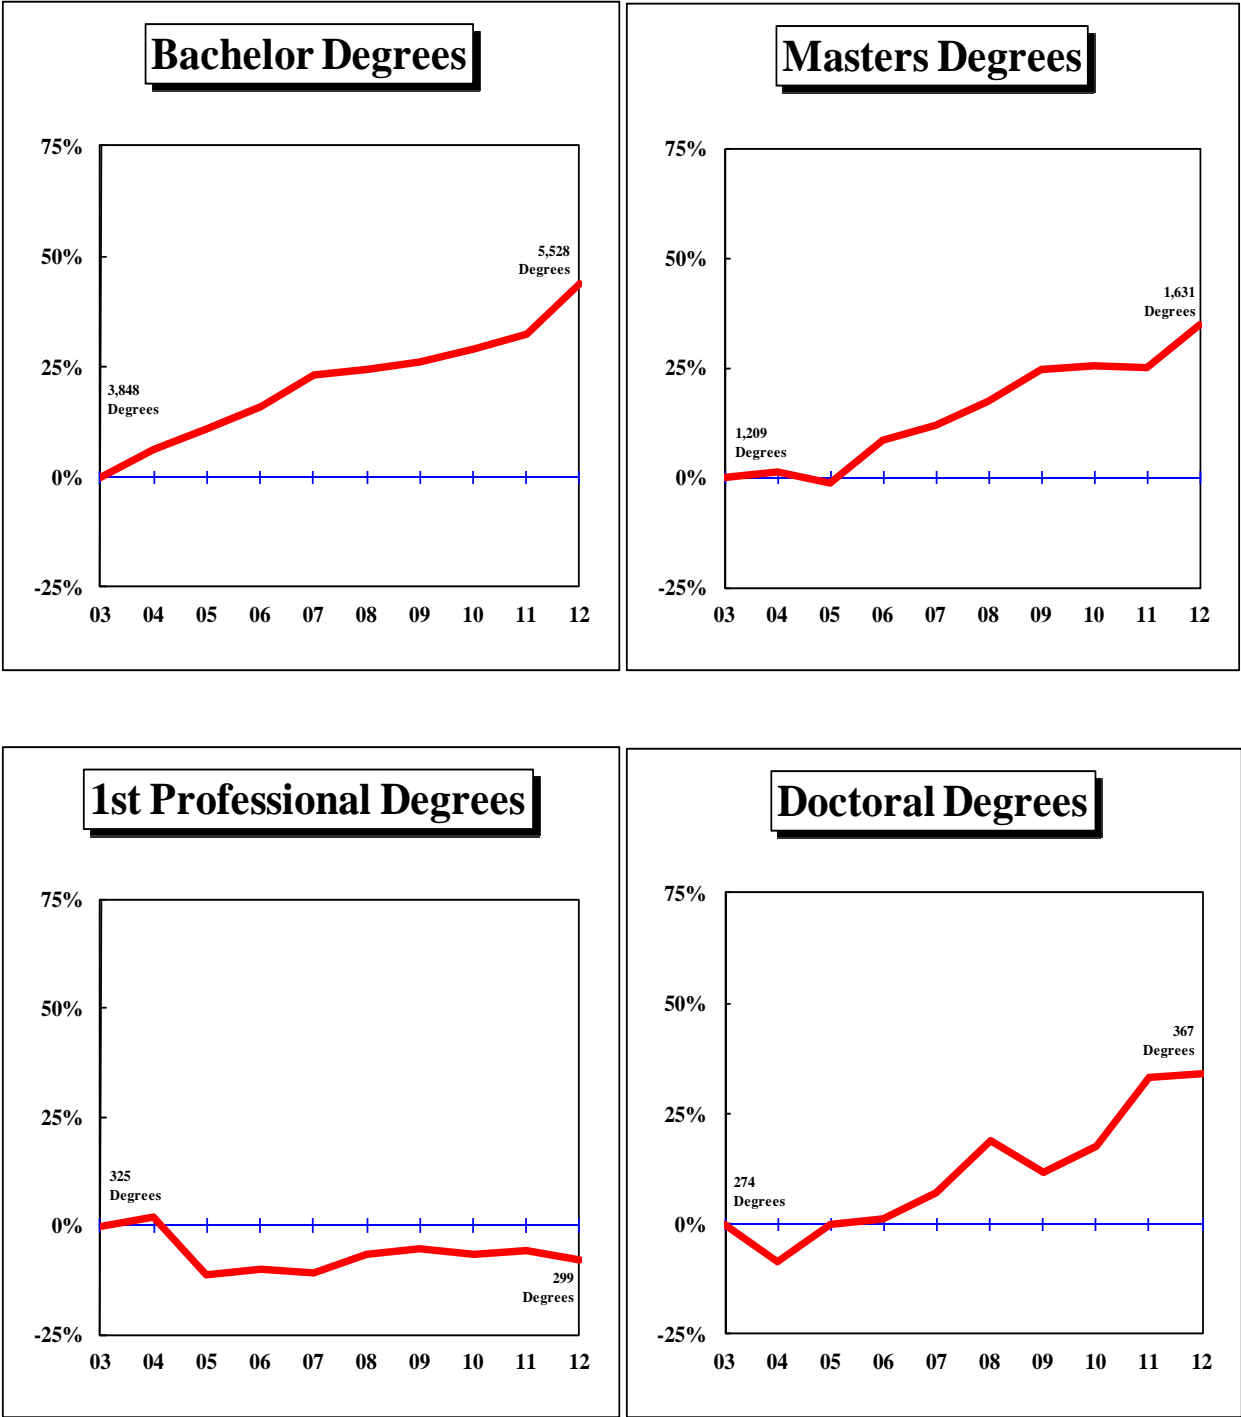 Bachelor Degrees
75%
50%
25%
0%
-25%
3,848
Degrees
5,528
Degrees
03 04 05 06 07 08 09 10 11 12
Masters Degrees
75%
50%
25%
0%
-25%
1,209
Degrees
1,631
Degrees
03 04 05 06 07 08 09 10 11 12
1st Professional Degrees
75%
50%
25%
0%
-25%
325
Degrees
299
Degrees
03 04 05 06 07 08 09 10 11 12
Doctoral Degrees
75%
50%
25%
0%
-25%
274
Degrees
367
Degrees
03 04 05 06 07 08 09 10 11 12